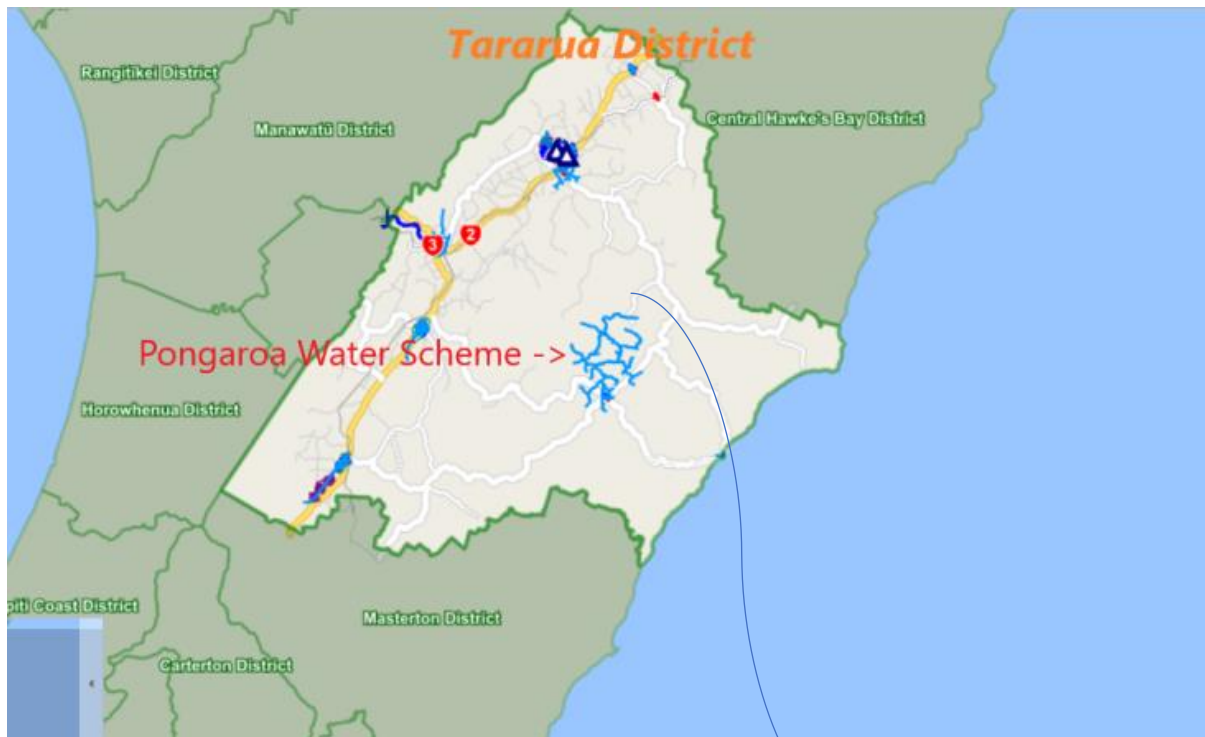 Tararua District
Rangitikei District
Central Hawke's Bay District
Manawatū District
3
2
Pongaroa Water Scheme ->
Horowhenua District
piti Coast District
Masterton District
Carterton District